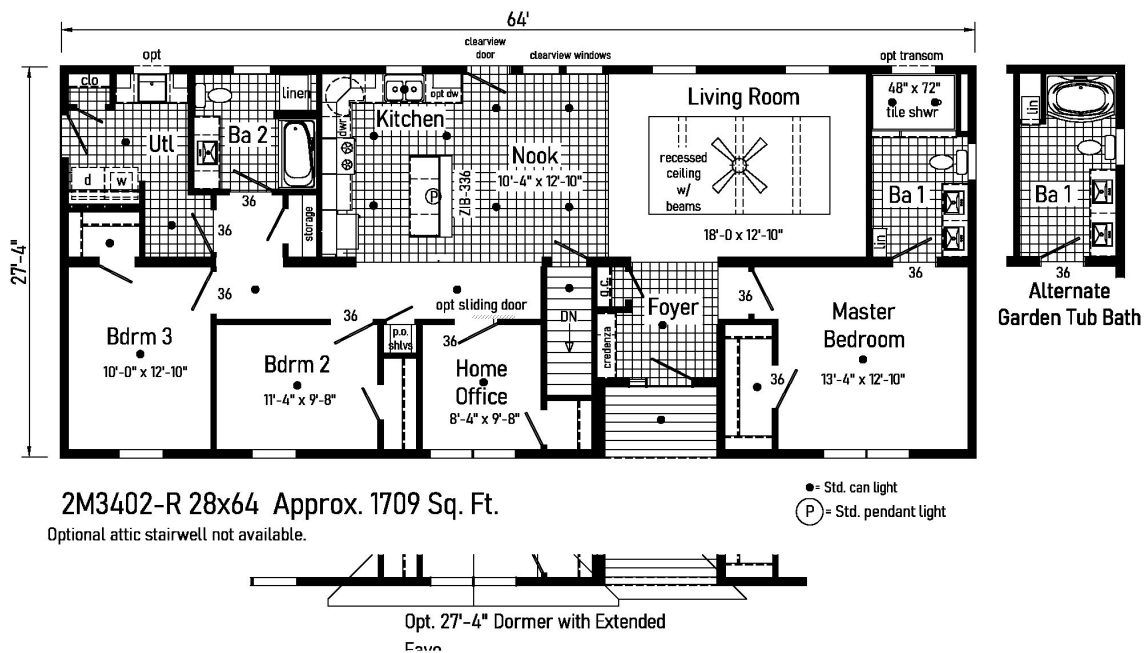 64'
clearview
door
clearview windows
opt
opt transom
clo
linen
opt dw
Living Room
48" x 72"
tile shwr
lin
Kitchen
dwr
Utl
Ba 2
Nook
10'-4" x 12'-10"
recessed
ceiling
w/
beams
d
w
P
ZIB-336
Ba 1
Ba 1
36
storage
36
18'-0 x 12'-10"
lin
27'-4"
36
36
36
opt sliding door
g.c.
36
Alternate
Garden Tub Bath
36
Foyer
DN
Master
Bedroom
Bdrm 3
10'-0" x 12'-10"
p.o.
shlvs
36
credenza
Bdrm 2
11'-4" x 9'-8"
Home
Office
8'-4" x 9'-8"
36
13'-4" x 12'-10"
2M3402-R 28x64 Approx. 1709 Sq. Ft.
= Std. can light
P = Std. pendant light
Optional attic stairwell not available.
Opt. 27'-4" Dormer with Extended